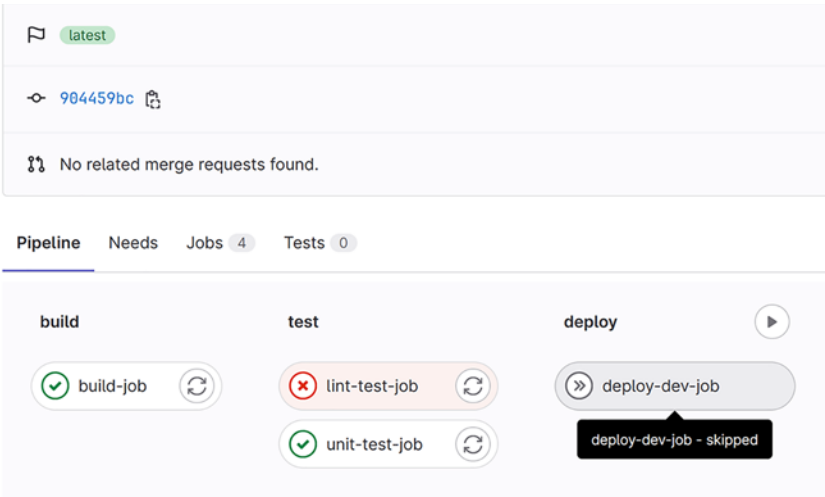 latest
904459bc
No related merge requests found.
Pipeline Needs Jobs 4 Tests 0
build test deploy
build-job lint-test-job deploy-dev-job
unit-test-job
deploy-dev-job - skipped